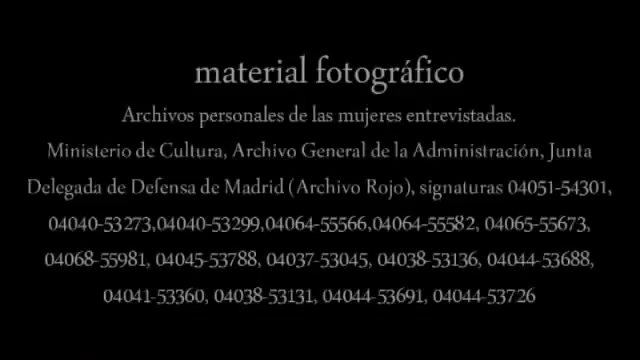 material fotográfico
Archivos personales de las mujeres entrevistadas.
Ministerio de Cultura, Archivo General de la Administración, Junta
Delegada de Defensa de Madrid (Archivo Rojo), signaturas 04051-54301,
04040-53273,04040-53299,04064-55566,04064-55582, 04065-55673,
04068-55981, 04045-53788, 04037-53045, 04038-53136, 04044-53688,
04041-53360, 04038-53131, 04044-53691, 04044-53726